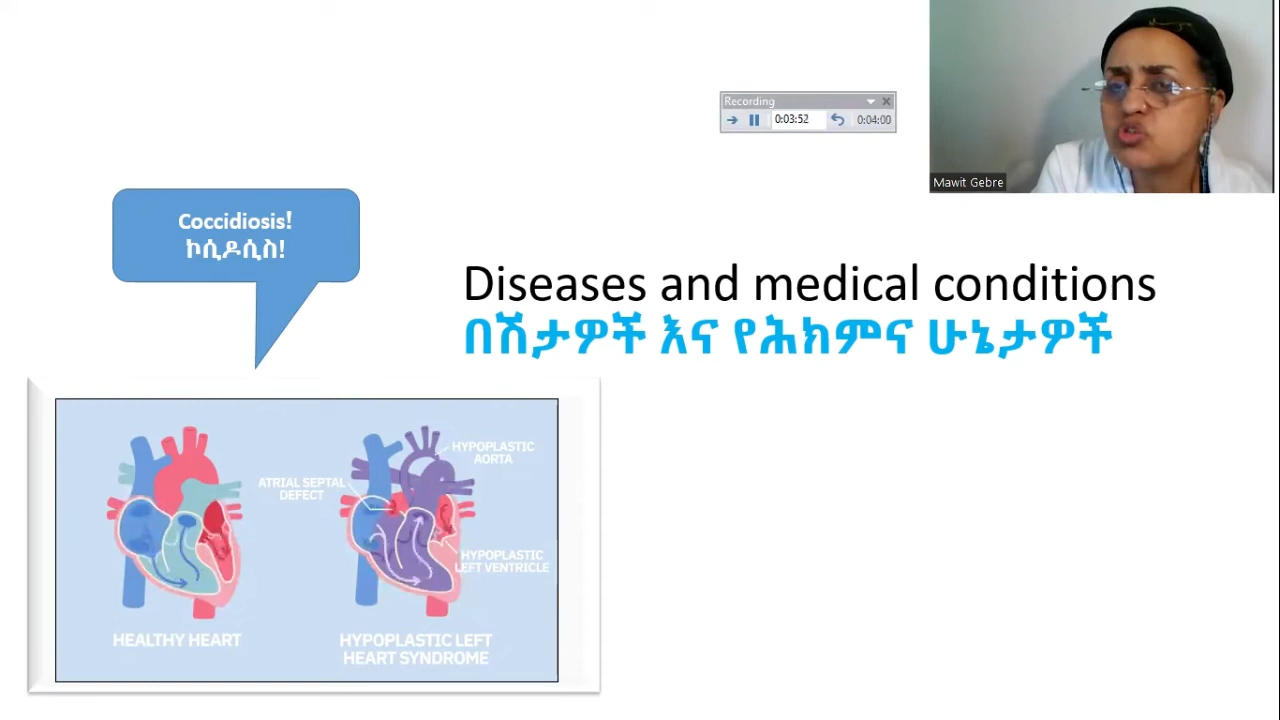 Recording
0:03:52
0:04:00
Mawit Gebre
Coccidiosis!
ኮሲዶሲስ!
Diseases and medical conditions
በሽታዎች እና የሕክምና ሁኔታዎች
HYPOPLASTIC
AORTA
ATRIAL SEPTAL
DEFECT
HYPOPLASTIC
LEFT VENTRICLE
HEALTHY HEART
HYPOPLASTIC LEFT
HEART SYNDROME